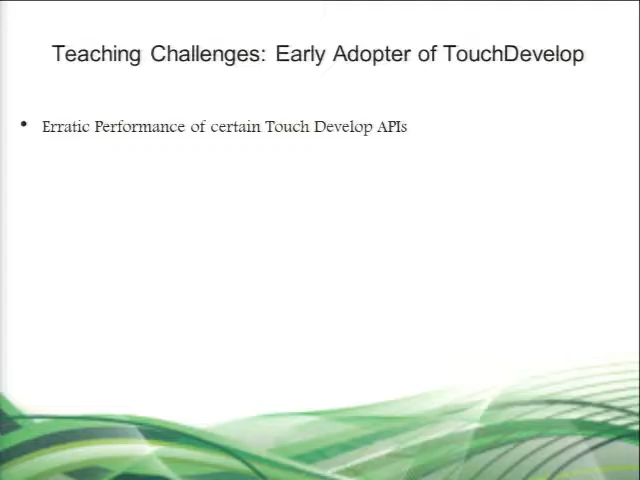 Teaching Challenges: Early Adopter of TouchDevelop
• Erratic Performance of certain Touch Develop APIs